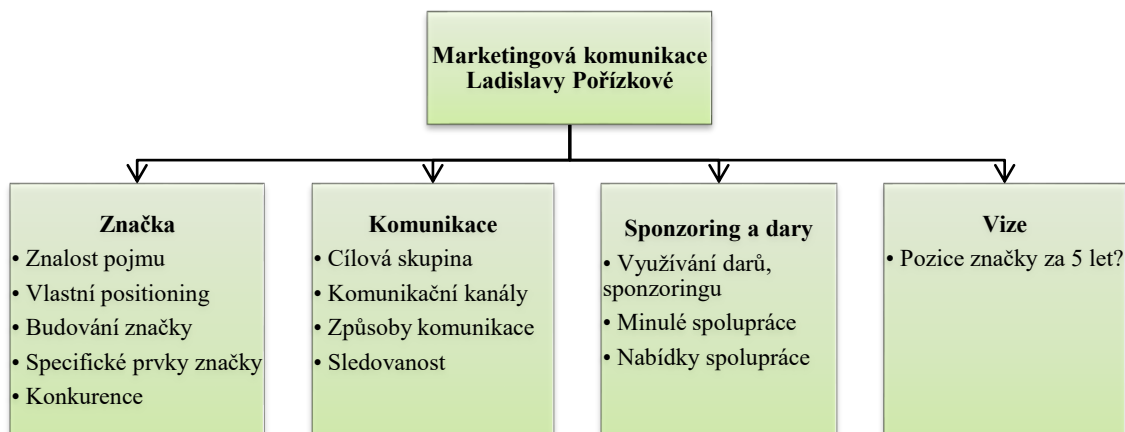 Marketingová komunikace
Ladislavy Pořízkové
Značka
• Znalost pojmu
• Vlastní positioning
• Budování značky
• Specifické prvky značky
• Konkurence
Komunikace
• Cílová skupina
• Komunikační kanály
• Způsoby komunikace
• Sledovanost
Sponzoring a dary
• Využívání darů,
sponzoringu
• Minulé spolupráce
• Nabídky spolupráce
Vize
• Pozice značky za 5 let?